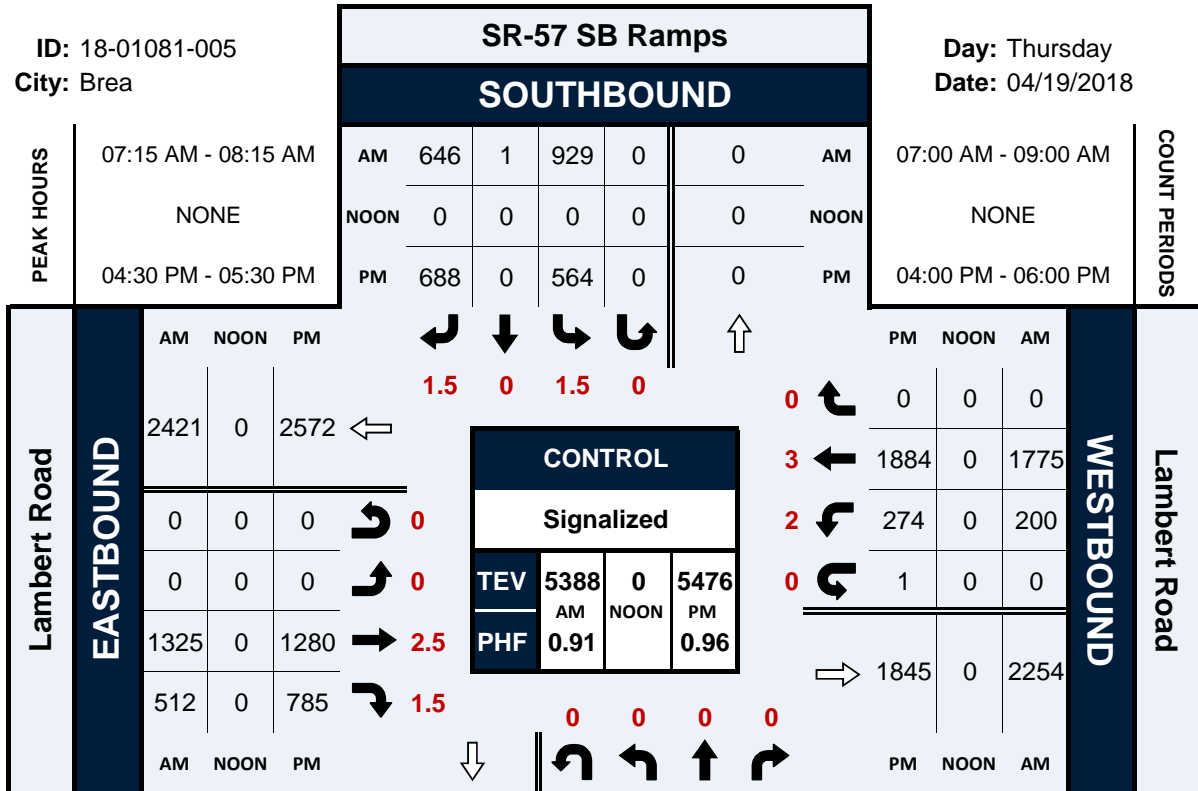 SR-57 SB Ramps
ID: 18-01081-005
Day: Thursday
City: Brea
Date: 04/19/2018
SOUTHBOUND
PEAK HOURS
07:15 AM - 08:15 AM
AM 646 1 929 0 0 AM
07:00 AM - 09:00 AM
COUNT PERIODS
NONE
NOON 0 0 0 0 0 NOON
NONE
04:30 PM - 05:30 PM
PM 688 0 564 0 0 PM
04:00 PM - 06:00 PM
Lambert Road
EASTBOUND
AM NOON PM
PM NOON AM
1.5 0 1.5 0
2421 0 2572
0 0 0 0
CONTROL
3 1884 0 1775
WESTBOUND
Lambert Road
0 0 0 0
Signalized
2 274 0 200
0 0 0 0
TEV 5388 0 5476
AM NOON PM
PHF 0.91 0.96
0 1 0 0
1325 0 1280 2.5
1845 0 2254
512 0 785 1.5
0 0 0 0
AM NOON PM
PM NOON AM